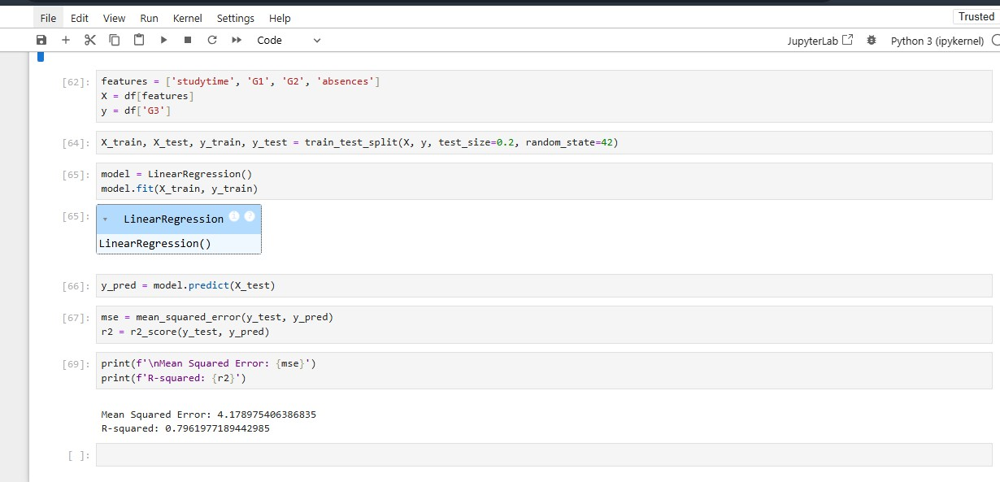 File Edit View Run Kernel Settings Help Trusted
Code JupyterLab Python 3 (ipykernel)
[62]: features = ['studytime', 'G1', 'G2', 'absences']
X = df[features]
y = df['G3']
[64]: X_train, X_test, y_train, y_test = train_test_split(X, y, test_size=0.2, random_state=42)
[65]: model = LinearRegression()
model.fit(X_train, y_train)
[65]: LinearRegression
LinearRegression()
[66]: y_pred = model.predict(X_test)
[67]: mse = mean_squared_error(y_test, y_pred)
r2 = r2_score(y_test, y_pred)
[69]: print(f'\nMean Squared Error: {mse}')
print(f'R-squared: {r2}')
Mean Squared Error: 4.178975406386835
R-squared: 0.7961977189442985
[ ]: